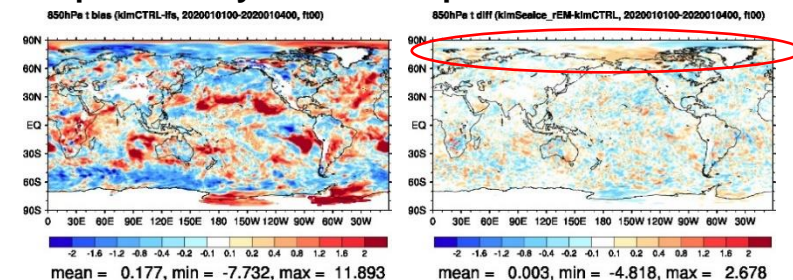 850hPa t bias (kimCTRL-ifs, 2020010100-2020010400, ft00)
90N
60N
30N
EQ
30S
60S
90S
0 30E 60E 90E 120E 150E 180 150W 120W 90W 60W 30W 0
-2 -1.6 -1.2 -0.8 -0.4 -0.2 -0.1 0.1 0.2 0.4 0.8 1.2 1.6 2
mean = 0.177, min = -7.732, max = 11.893
850hPa t diff (kimSeaIce_rEM-kimCTRL, 2020010100-2020010400, ft00)
90N
60N
30N
EQ
30S
60S
90S
0 30E 60E 90E 120E 150E 180 150W 120W 90W 60W 30W 0
-2 -1.6 -1.2 -0.8 -0.4 -0.2 -0.1 0.1 0.2 0.4 0.8 1.2 1.6 2
mean = 0.003, min = -4.818, max = 2.678